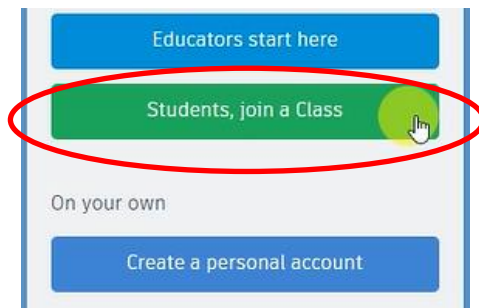 Educators start here
Students, join a Class
On your own
Create a personal account